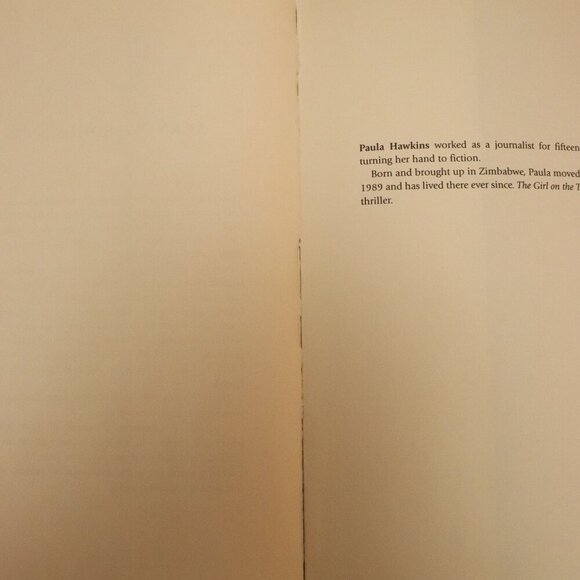 Paula Hawkins worked as a journalist for fifteen
turning her hand to fiction.
Born and brought up in Zimbabwe, Paula moved
1989 and has lived there ever since. The Girl on the T
thriller.